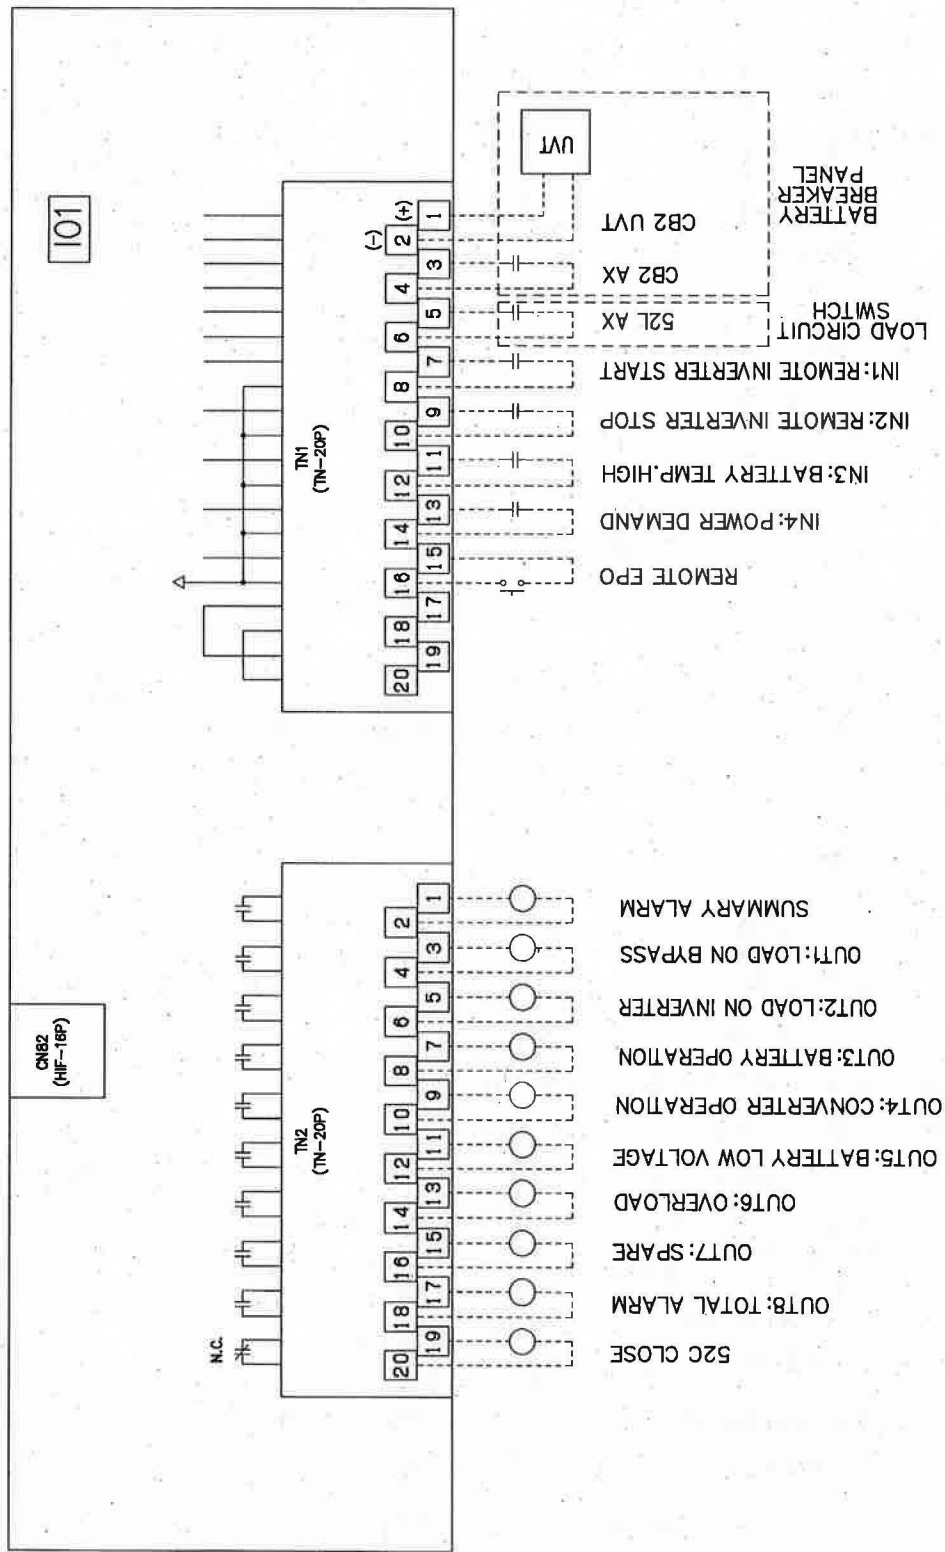 IO1
TN1
(TN-20P)
(+)
(-)
1
2
3
4
5
6
7
8
9
10
11
12
13
14
15
16
17
18
19
20
UVT
CB2 UVT
CB2 AX
BATTERY
BREAKER
PANEL
52L AX
LOAD CIRCUIT
SWITCH
IN1:REMOTE INVERTER START
IN2:REMOTE INVERTER STOP
IN3:BATTERY TEMP.HIGH
IN4:POWER DEMAND
REMOTE EPO
CN82
(HIF-16P)
TN2
(TN-20P)
N.C.
1
2
3
4
5
6
7
8
9
10
11
12
13
14
15
16
17
18
19
20
SUMMARY ALARM
OUT1:LOAD ON BYPASS
OUT2:LOAD ON INVERTER
OUT3:BATTERY OPERATION
OUT4:CONVERTER OPERATION
OUT5:BATTERY LOW VOLTAGE
OUT6:OVERLOAD
OUT7:SPARE
OUT8:TOTAL ALARM
52C CLOSE